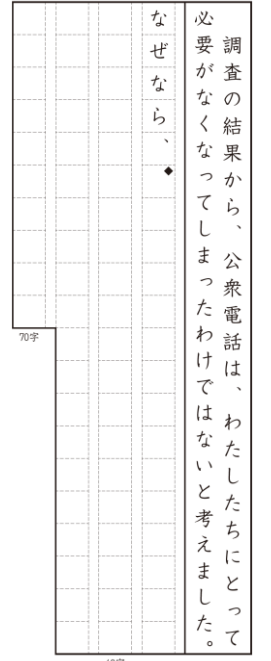 調査の結果から、公衆電話は、わたしたちにとって
必要がなくなってしまったわけではないと考えました。
なぜなら、◆
70字